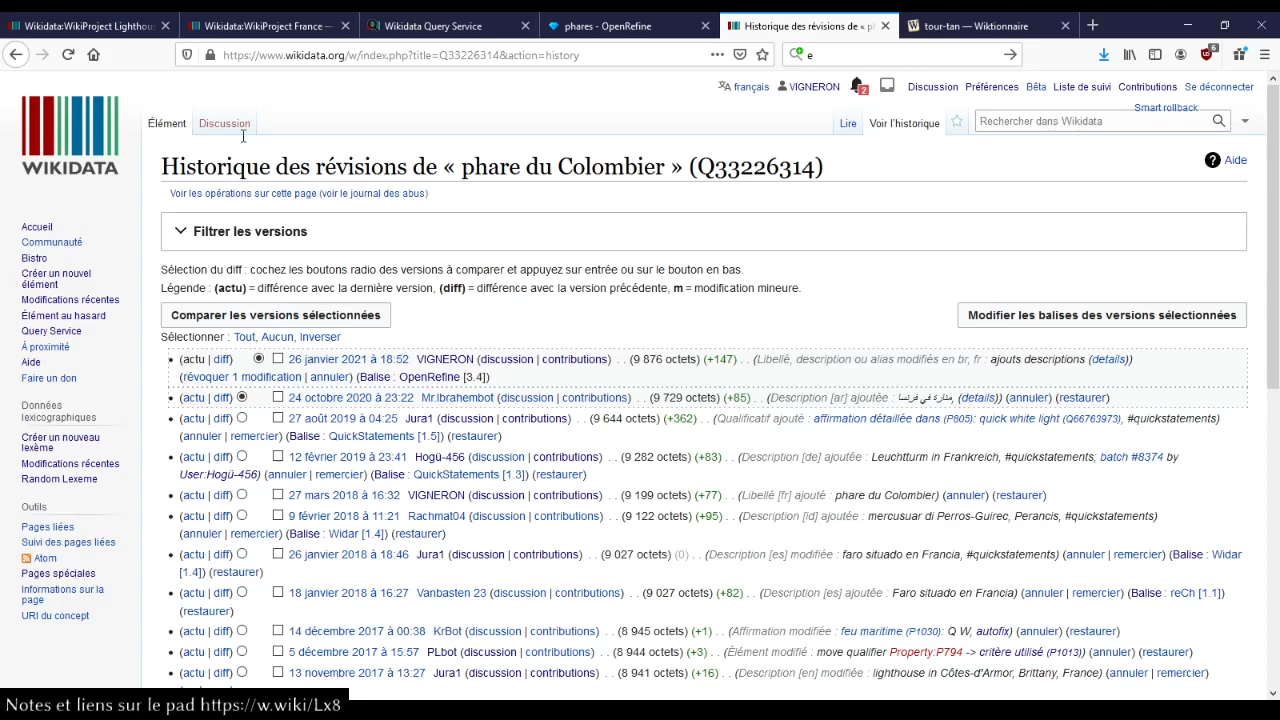 Wikidata:WikiProject Lighthous
Wikidata:WikiProject France —
Wikidata Query Service
phares - OpenRefine
Historique des révisions de « p
tour-tan — Wiktionnaire
https://www.wikidata.org/w/index.php?title=Q33226314&action=history
e
6
français VIGNERON 2 Discussion Préférences Bêta Liste de suivi Contributions Se déconnecter
Smart rollback
Élément Discussion Lire Voir l'historique Rechercher dans Wikidata
WIKIDATA
Historique des révisions de « phare du Colombier » (Q33226314)
? Aide
Voir les opérations sur cette page (voir le journal des abus)
Filtrer les versions
Sélection du diff : cochez les boutons radio des versions à comparer et appuyez sur entrée ou sur le bouton en bas.
Légende : (actu) = différence avec la dernière version, (diff) = différence avec la version précédente, m = modification mineure.
Comparer les versions sélectionnées Modifier les balises des versions sélectionnées
Sélectionner : Tout, Aucun, Inverser
(actu | diff) 26 janvier 2021 à 18:52 VIGNERON (discussion | contributions) . . (9 876 octets) (+147) . . (Libellé, description ou alias modifiés en br, fr : ajouts descriptions (details))
(révoquer 1 modification | annuler) (Balise : OpenRefine [3.4])
(actu | diff) 24 octobre 2020 à 23:22 Mr.Ibrahembot (discussion | contributions) . . (9 729 octets) (+85) . . (Description [ar] ajoutée : منارة في فرنسا, (details)) (annuler) (restaurer)
(actu | diff) 27 août 2019 à 04:25 Jura1 (discussion | contributions) . . (9 644 octets) (+362) . . (Qualificatif ajouté : affirmation détaillée dans (P805): quick white light (Q66763973), #quickstatements)
(annuler | remercier) (Balise : QuickStatements [1.5]) (restaurer)
(actu | diff) 12 février 2019 à 23:41 Hogü-456 (discussion | contributions) . . (9 282 octets) (+83) . . (Description [de] ajoutée : Leuchtturm in Frankreich, #quickstatements; batch #8374 by
User:Hogü-456) (annuler | remercier) (Balise : QuickStatements [1.3]) (restaurer)
(actu | diff) 27 mars 2018 à 16:32 VIGNERON (discussion | contributions) . . (9 199 octets) (+77) . . (Libellé [fr] ajouté : phare du Colombier) (annuler) (restaurer)
(actu | diff) 9 février 2018 à 11:21 Rachmat04 (discussion | contributions) . . (9 122 octets) (+95) . . (Description [id] ajoutée : mercusuar di Perros-Guirec, Perancis, #quickstatements)
(annuler | remercier) (Balise : Widar [1.4]) (restaurer)
(actu | diff) 26 janvier 2018 à 18:46 Jura1 (discussion | contributions) . . (9 027 octets) (0) . . (Description [es] modifiée : faro situado en Francia, #quickstatements) (annuler | remercier) (Balise : Widar
[1.4]) (restaurer)
(actu | diff) 18 janvier 2018 à 16:27 Vanbasten 23 (discussion | contributions) . . (9 027 octets) (+82) . . (Description [es] ajoutée : Faro situado en Francia) (annuler | remercier) (Balise : reCh [1.1])
(restaurer)
(actu | diff) 14 décembre 2017 à 00:38 KrBot (discussion | contributions) . . (8 945 octets) (+1) . . (Affirmation modifiée : feu maritime (P1030): Q W, autofix) (annuler) (restaurer)
(actu | diff) 5 décembre 2017 à 15:57 PLbot (discussion | contributions) . . (8 944 octets) (+3) . . (Élément modifié : move qualifier Property:P794 -> critère utilisé (P1013)) (annuler) (restaurer)
(actu | diff) 13 novembre 2017 à 13:27 Jura1 (discussion | contributions) . . (8 941 octets) (+16) . . (Description [en] modifiée : lighthouse in Côtes-d'Armor, Brittany, France) (annuler | remercier)
Accueil
Communauté
Bistro
Créer un nouvel
élément
Modifications récentes
Élément au hasard
Query Service
À proximité
Aide
Faire un don
Données
lexicographiques
Créer un nouveau
lexème
Modifications récentes
Random Lexeme
Outils
Pages liées
Suivi des pages liées
Atom
Pages spéciales
Informations sur la
page
URI du concept
Notes et liens sur le pad https://w.wiki/Lx8